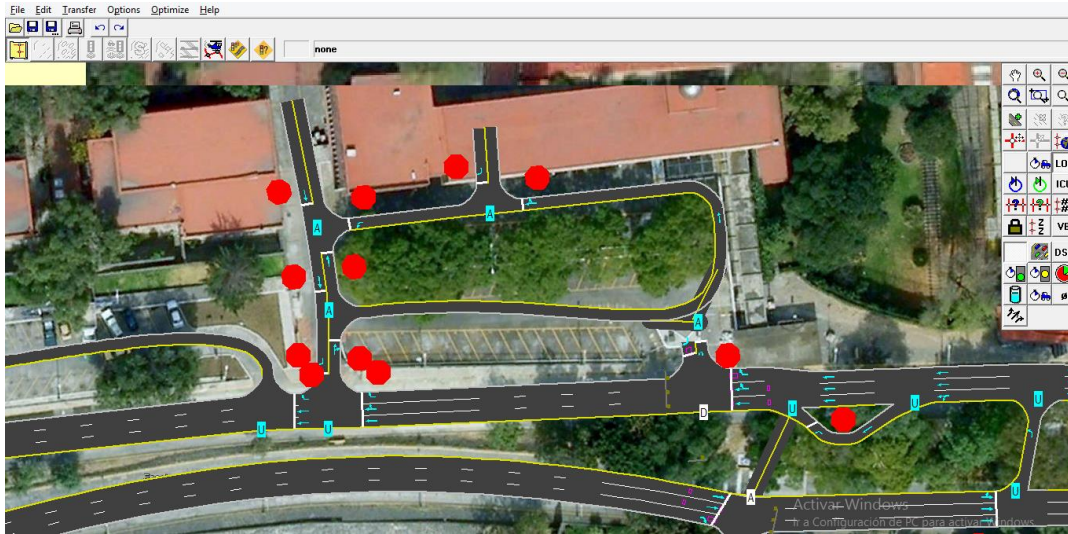 File Edit Transfer Options Optimize Help
none
LO
ICU
##
VE
DS
ø
A
A
A
A
U
U
U
D
U
U
U
A
Activar Windows
Ir a Configuración de PC para activar Windows.